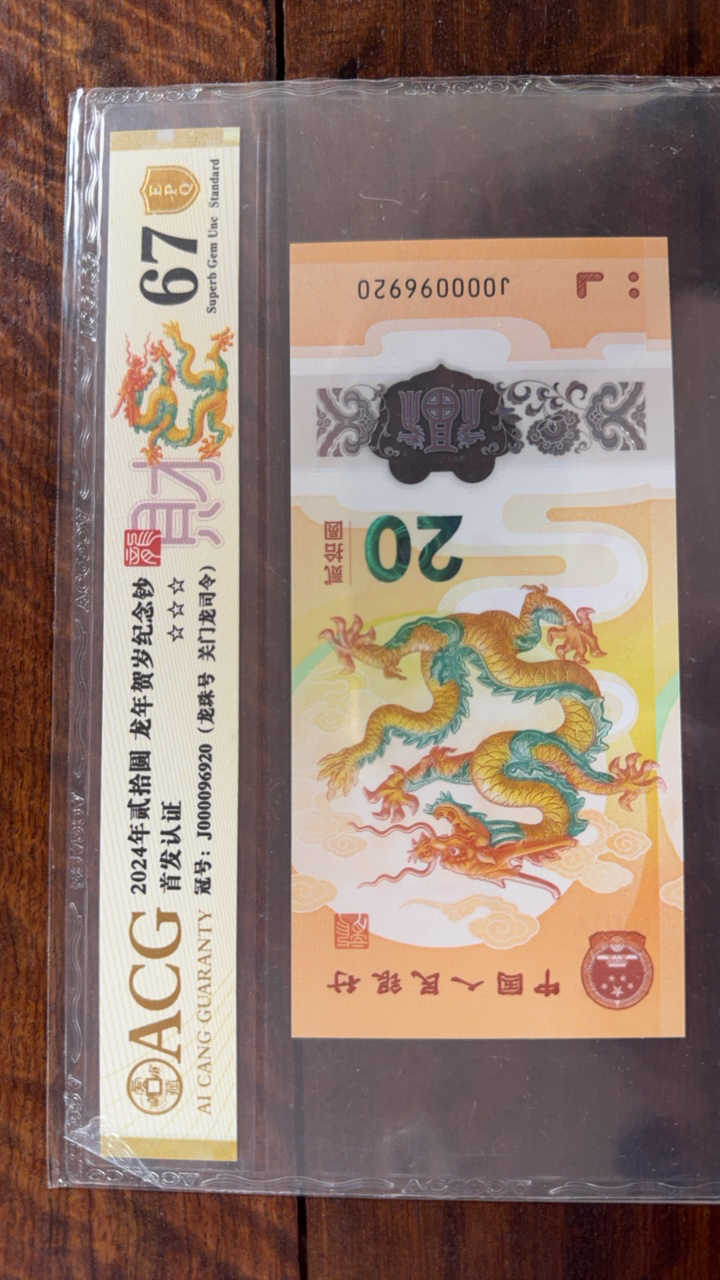 ACG
AI CANG GUARANTY
2024年贰拾圆 龙年贺岁纪念钞
首发认证 ☆☆☆
冠号：J000096920（龙珠号 关门龙司令）
龍
財
67
Superb Gem Unc Standard
EPQ
中国人民银行
20
贰拾圆
J000096920